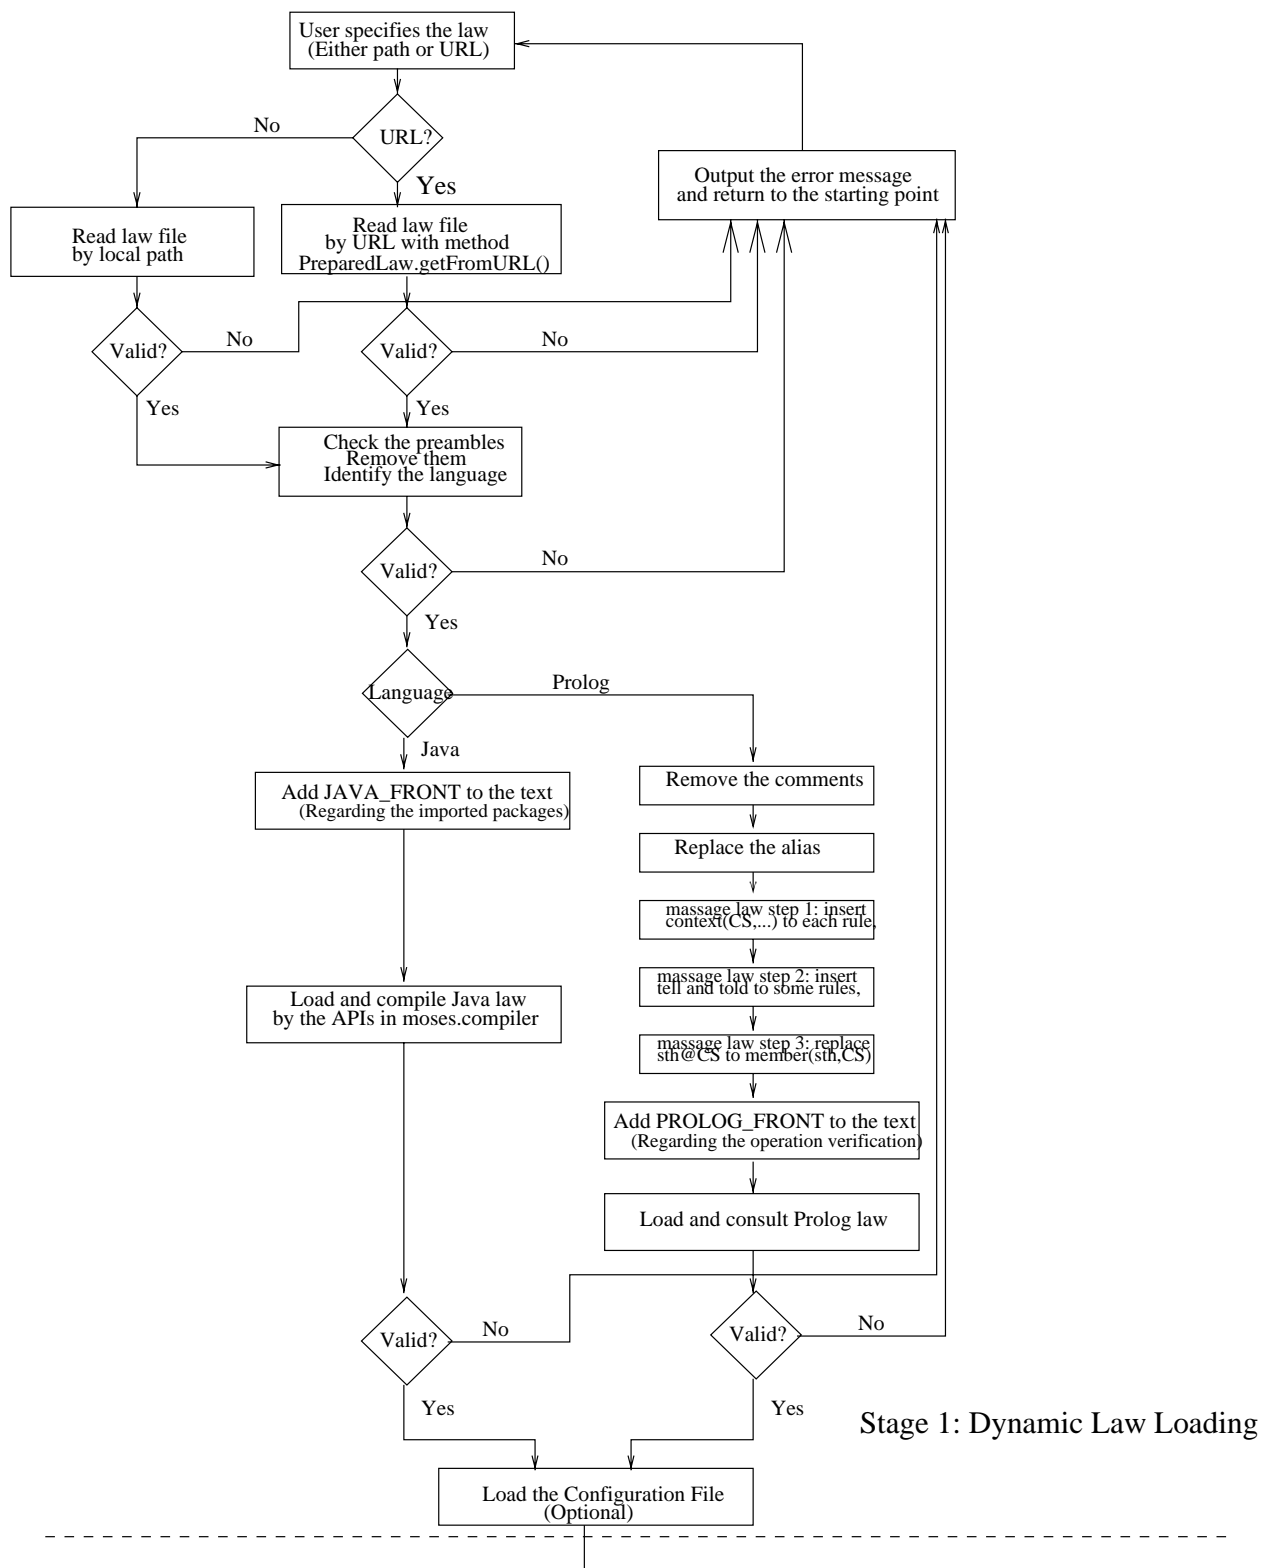 User specifies the law
(Either path or URL)
No
URL?
Yes
Output the error message
and return to the starting point
Read law file
by local path
Read law file
by URL with method
PreparedLaw.getFromURL()
Valid?
No
Valid?
No
Yes
Yes
Check the preambles
Remove them
Identify the language
Valid?
No
Yes
Language
Prolog
Java
Remove the comments
Add JAVA_FRONT to the text
(Regarding the imported packages)
Replace the alias
massage law step 1: insert
context(CS,...) to each rule,
massage law step 2: insert
tell and told to some rules,
Load and compile Java law
by the APIs in moses.compiler
massage law step 3: replace
sth@CS to member(sth,CS)
Add PROLOG_FRONT to the text
(Regarding the operation verification)
Load and consult Prolog law
Valid?
No
Valid?
No
Yes
Yes
Stage 1: Dynamic Law Loading
Load the Configuration File
(Optional)